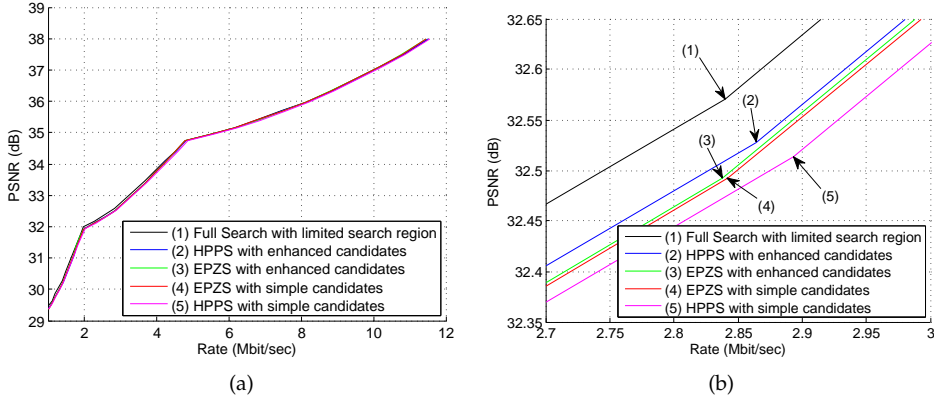 38
37
36
35
34
33
32
31
30
29
39
PSNR (dB)
2
4
6
8
10
12
Rate (Mbit/sec)
(1) Full Search with limited search region
(2) HPPS with enhanced candidates
(3) EPZS with enhanced candidates
(4) EPZS with simple candidates
(5) HPPS with simple candidates
(a)
32.65
32.6
32.55
32.5
32.45
32.4
32.35
PSNR (dB)
(1)
(2)
(3)
(4)
(5)
2.7
2.75
2.8
2.85
2.9
2.95
3
Rate (Mbit/sec)
(1) Full Search with limited search region
(2) HPPS with enhanced candidates
(3) EPZS with enhanced candidates
(4) EPZS with simple candidates
(5) HPPS with simple candidates
(b)